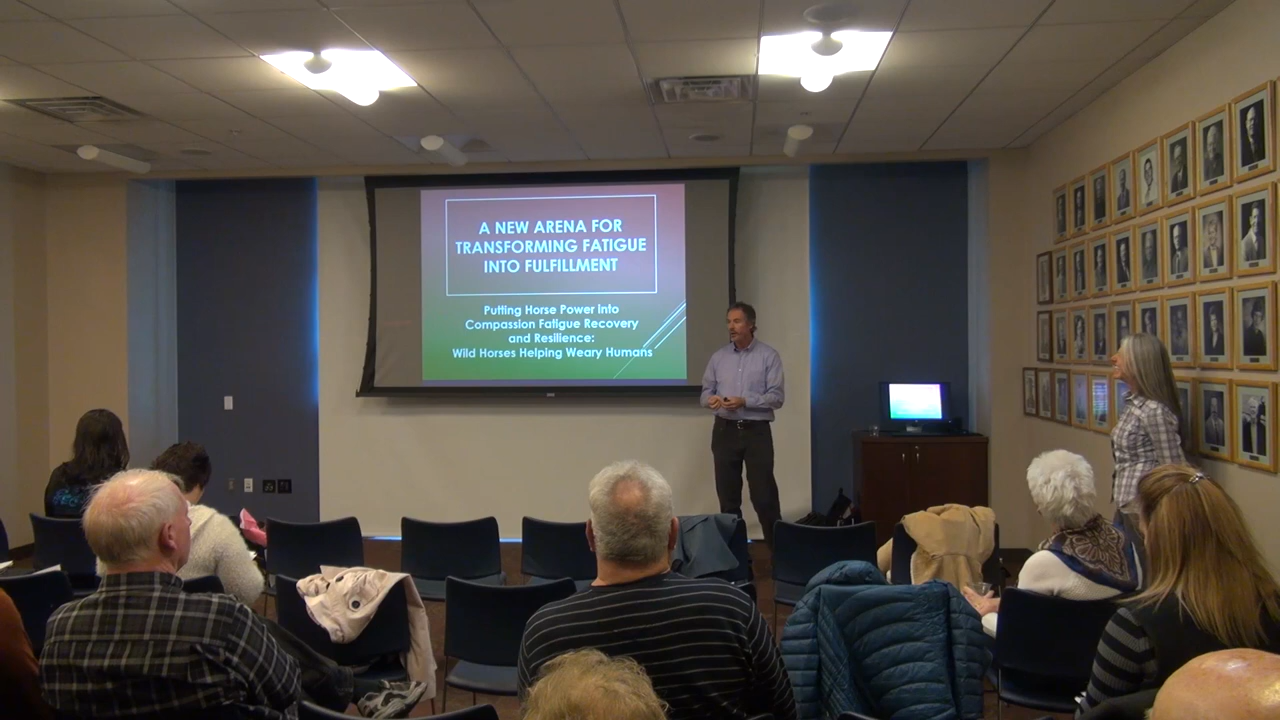 A NEW ARENA FOR
TRANSFORMING FATIGUE
INTO FULFILLMENT
Putting Horse Power Into
Compassion Fatigue Recovery
and Resilience:
Wild Horses Helping Weary Humans